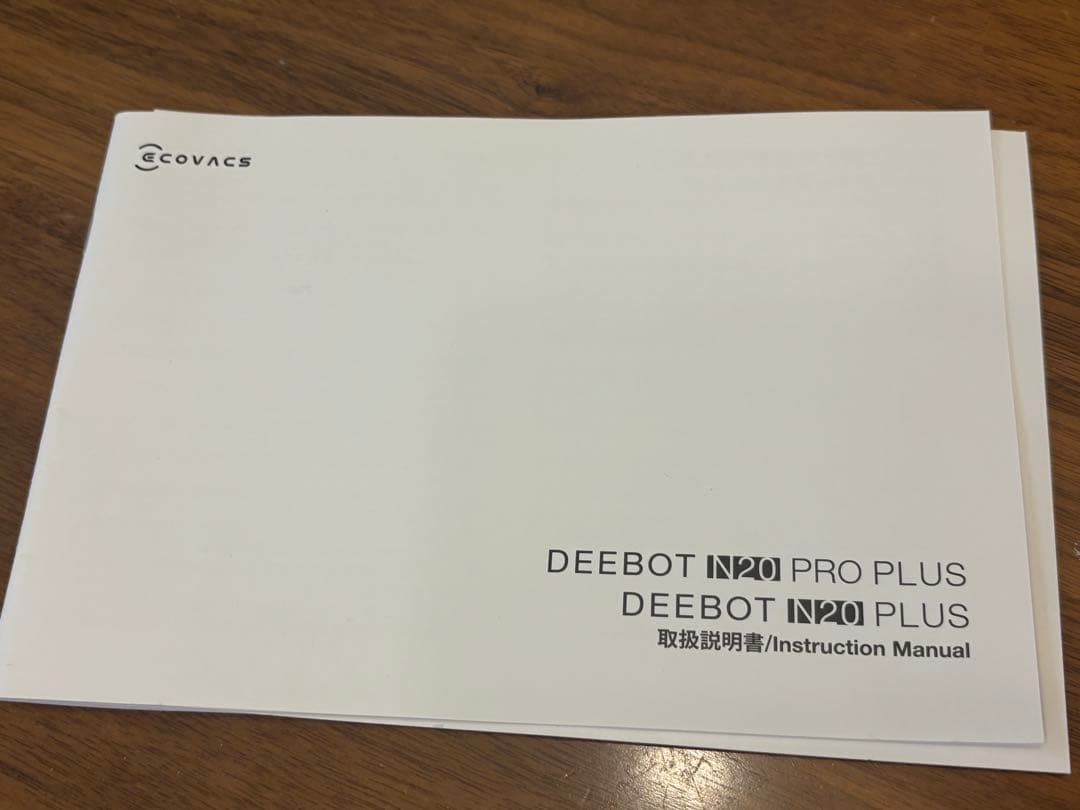 ECOVACS
DEEBOT N20 PRO PLUS
DEEBOT N20 PLUS
取扱説明書/Instruction Manual